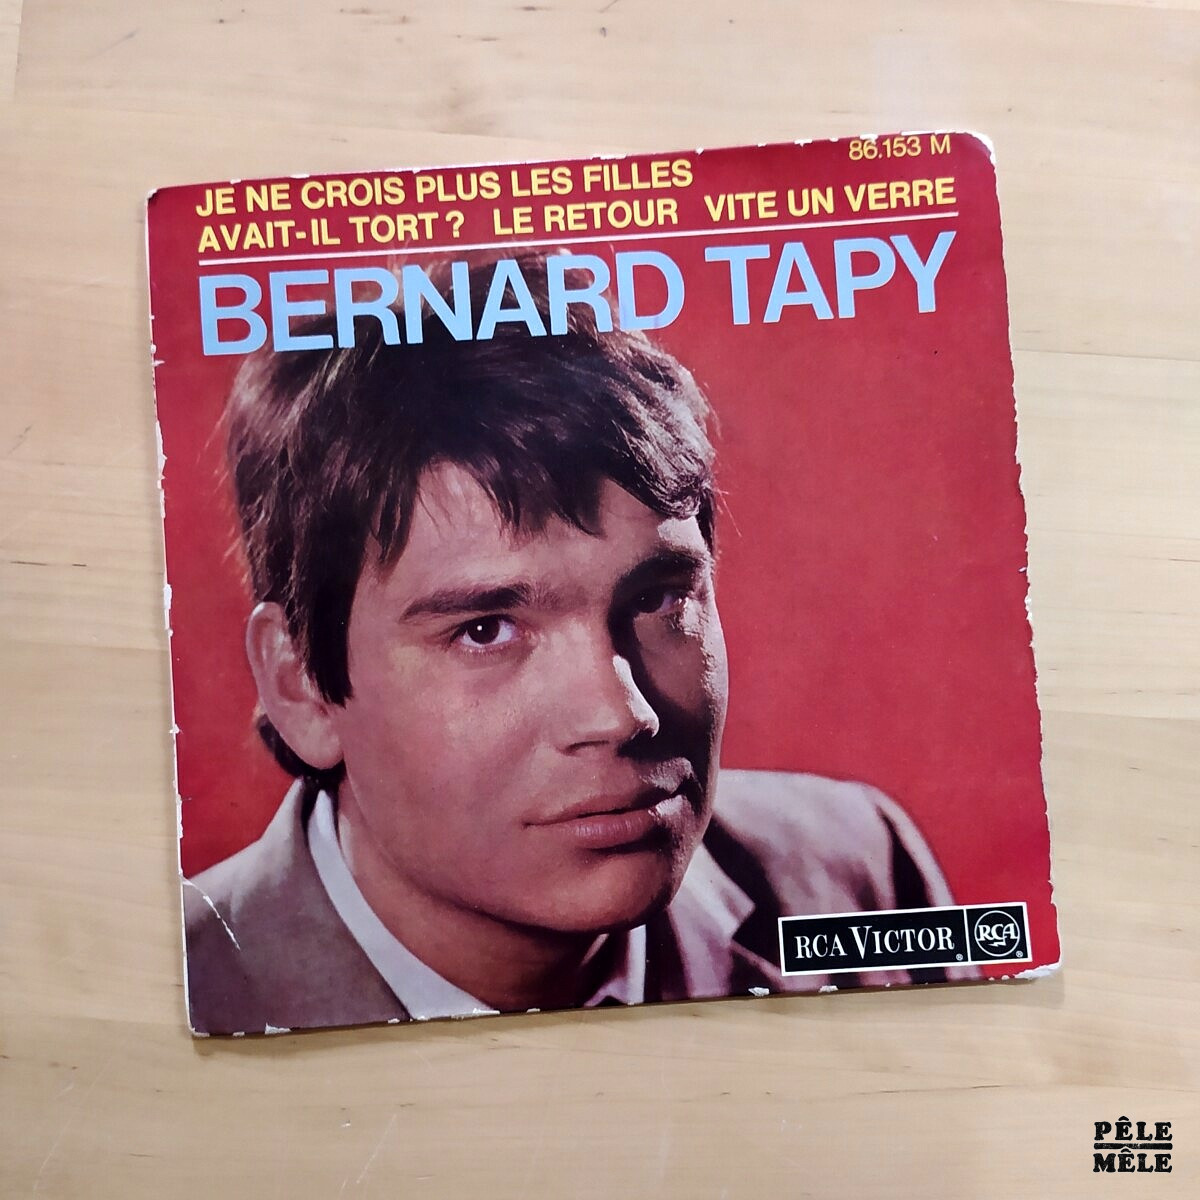 86.153 M
JE NE CROIS PLUS LES FILLES
AVAIT-IL TORT ? LE RETOUR VITE UN VERRE
BERNARD TAPY
RCA VICTOR ® RCA ®
PÊLE
MÊLE